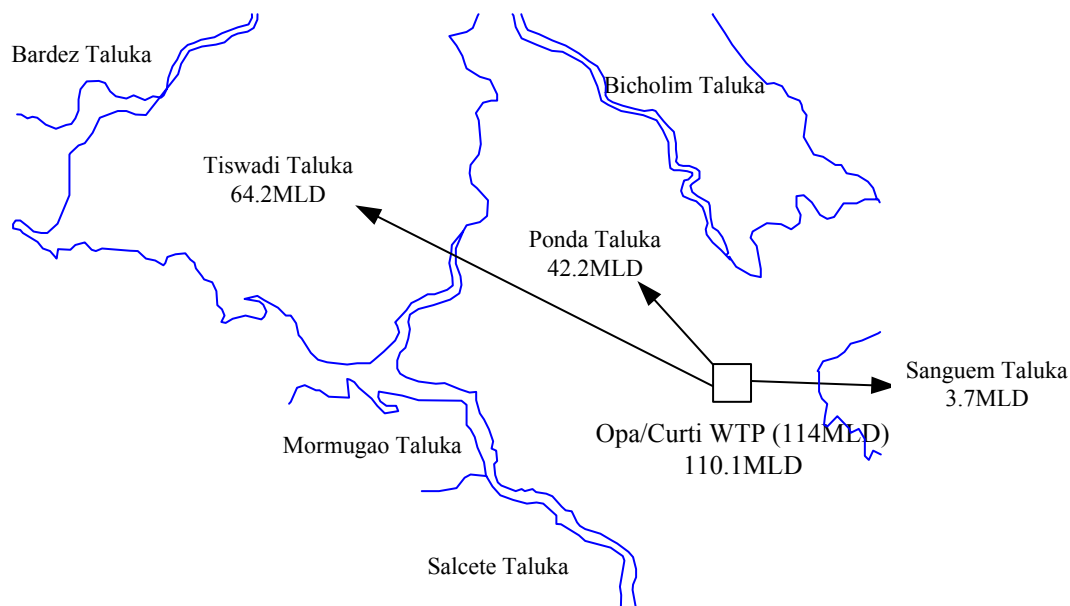 Bardez Taluka
Bicholim Taluka
Tiswadi Taluka
64.2MLD
Ponda Taluka
42.2MLD
Sanguem Taluka
3.7MLD
Opa/Curti WTP (114MLD)
110.1MLD
Mormugao Taluka
Salcete Taluka